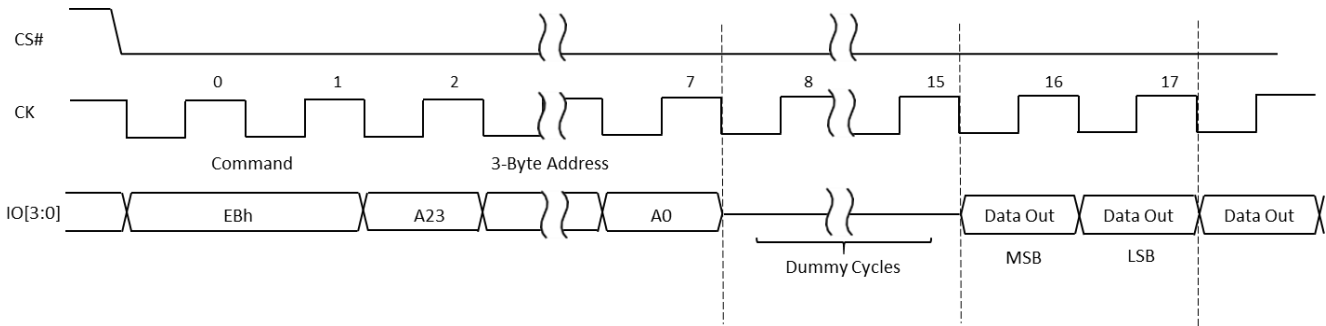 CS#
0 1 2 7 8 15 16 17
CK
Command 3-Byte Address
IO[3:0] EBh A23 A0 Data Out Data Out Data Out
MSB LSB
Dummy Cycles